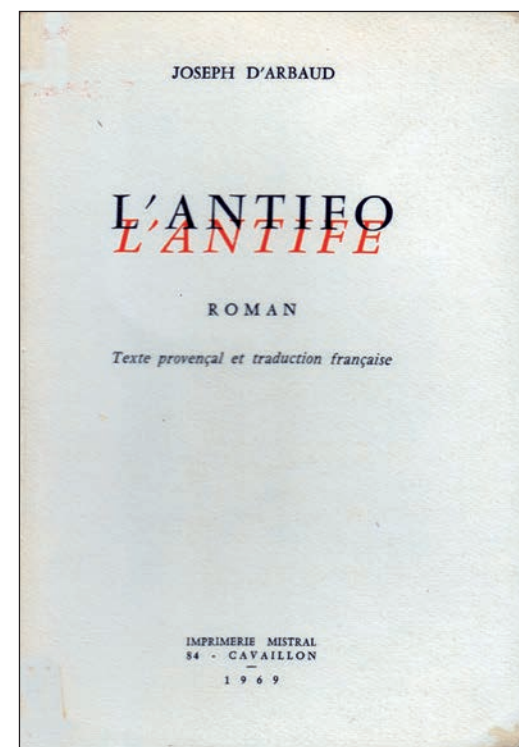 JOSEPH D'ARBAUD
L'ANTIFO
L'ANTIFE
ROMAN
Texte provençal et traduction française
IMPRIMERIE MISTRAL
84 - CAVAILLON
—
1969